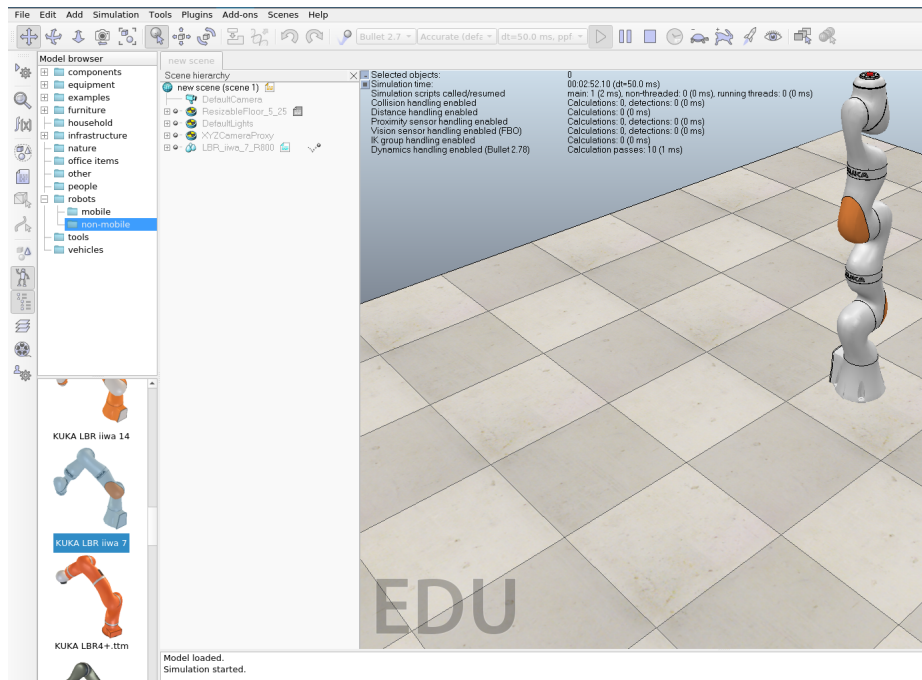 File Edit Add Simulation Tools Plugins Add-ons Scenes Help
Bullet 2.7 Accurate (defa dt=50.0 ms, ppf
Model browser
components
equipment
examples
furniture
household
infrastructure
nature
office items
other
people
robots
mobile
non-mobile
tools
vehicles
KUKA LBR iiwa 14
KUKA LBR iiwa 7
KUKA LBR4+.ttm
new scene
Scene hierarchy
new scene (scene 1)
DefaultCamera
ResizableFloor_5_25
DefaultLights
XYZCameraProxy
LBR_iiwa_7_R800
Selected objects: 0
Simulation time: 00:02:52.10 (dt=50.0 ms)
Simulation scripts called/resumed main: 1 (2 ms), non-threaded: 0 (0 ms), running threads: 0 (0 ms)
Collision handling enabled Calculations: 0, detections: 0 (0 ms)
Distance handling enabled Calculations: 0 (0 ms)
Proximity sensor handling enabled Calculations: 0, detections: 0 (0 ms)
Vision sensor handling enabled (FBO) Calculations: 0, detections: 0 (0 ms)
IK group handling enabled Calculations: 0 (0 ms)
Dynamics handling enabled (Bullet 2.78) Calculation passes: 10 (1 ms)
EDU
Model loaded.
Simulation started.